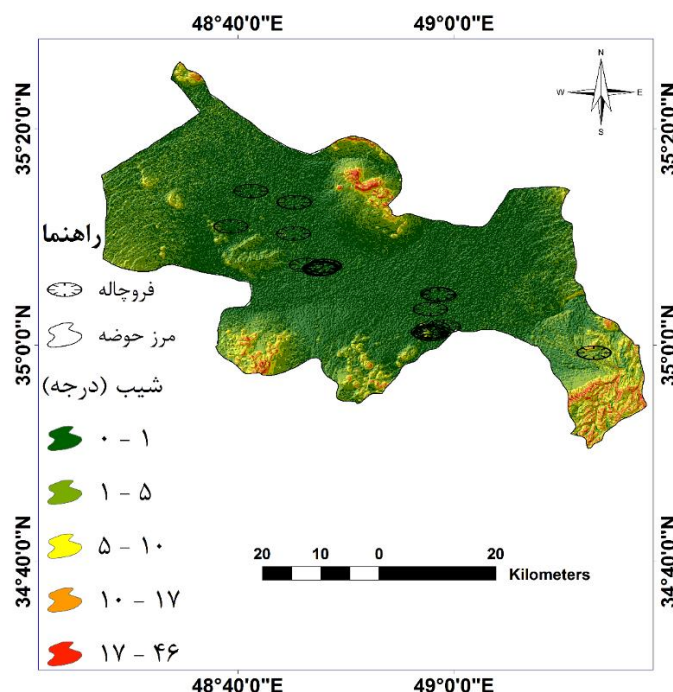 48°40'0"E 49°0'0"E
N
W E
S
35°20'0"N 35°20'0"N
راهنما
فروچاله
مرز حوضه
35°0'0"N 35°0'0"N
شیب (درجه)
۰ - ۱
۱ - ۵
۵ - ۱۰
۱۰ - ۱۷
۱۷ - ۴۶
34°40'0"N 34°40'0"N
20 10 0 20
Kilometers
48°40'0"E 49°0'0"E